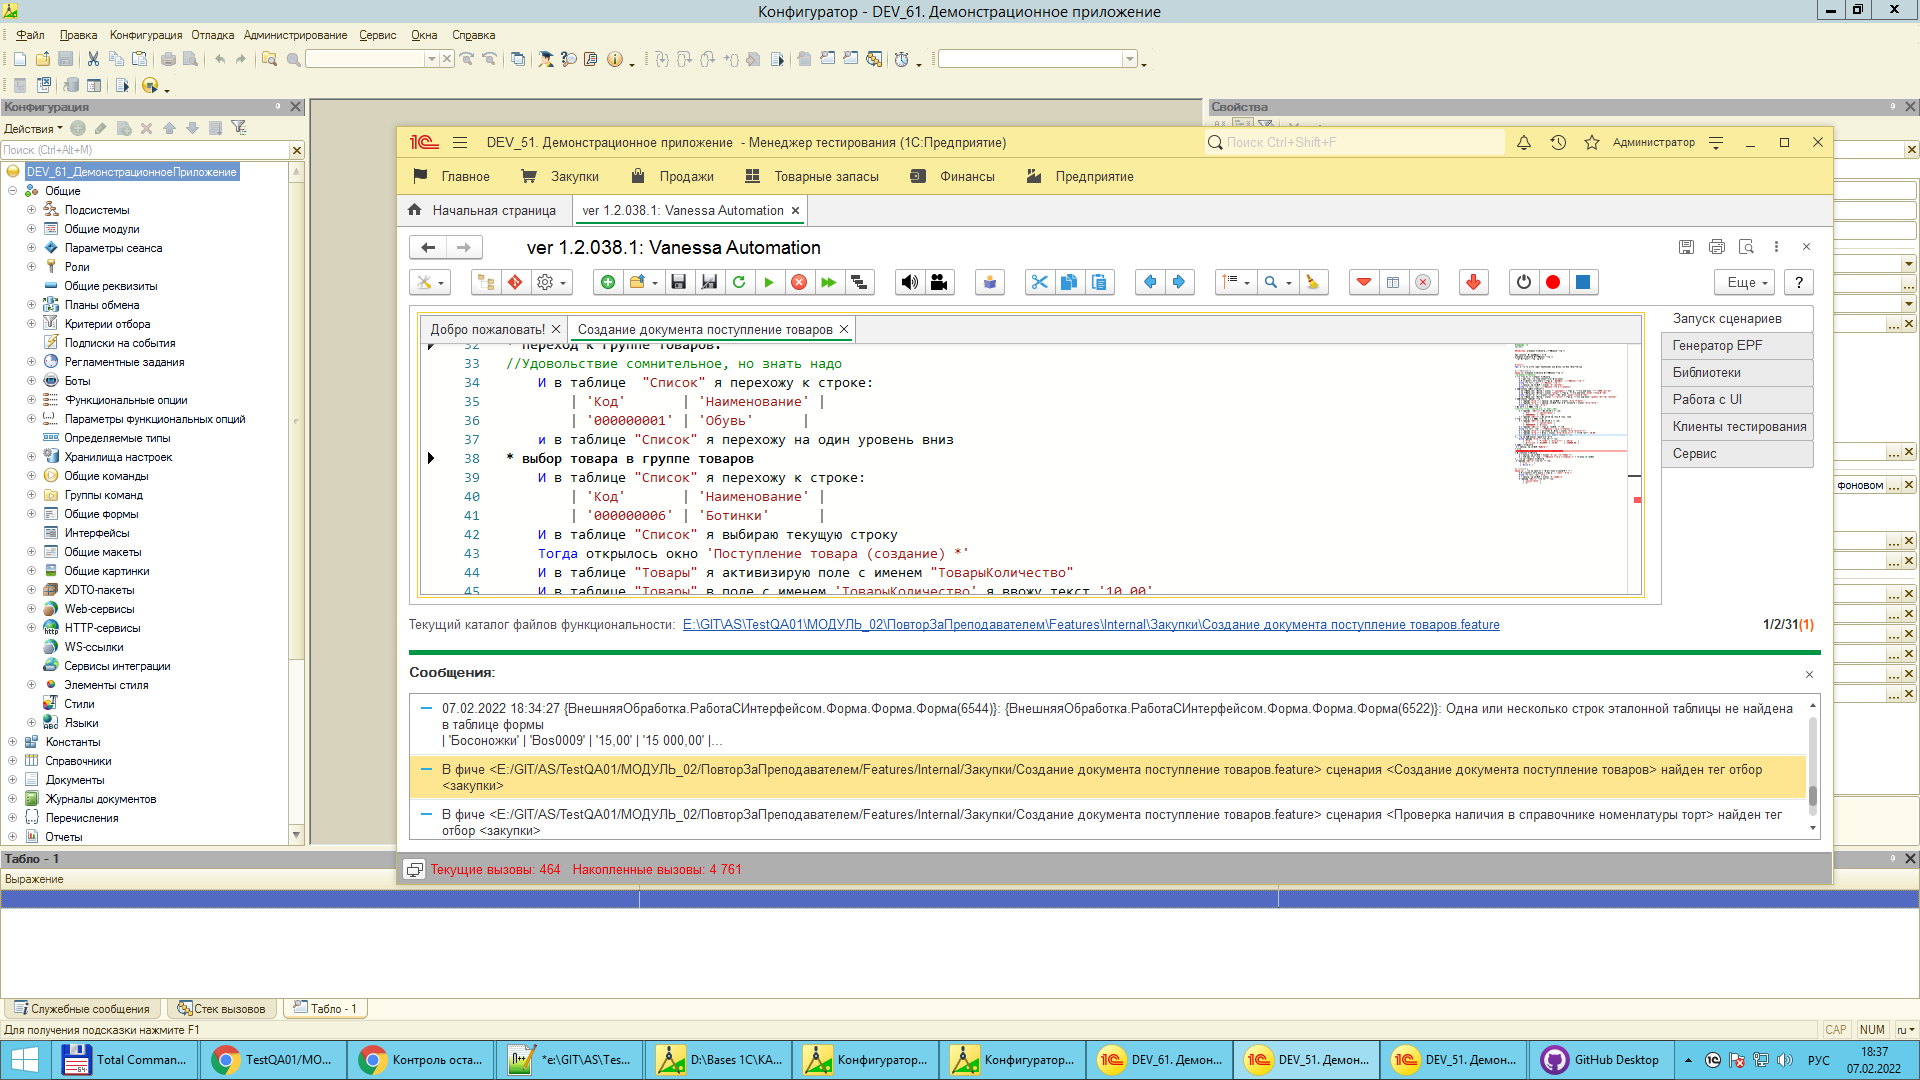 Конфигуратор - DEV_61. Демонстрационное приложение
Файл Правка Конфигурация Отладка Администрирование Сервис Окна Справка
Конфигурация
Свойства
Действия
Поиск (Ctrl+Alt+M)
DEV_61_ДемонстрационноеПриложение
Общие
Подсистемы
Общие модули
Параметры сеанса
Роли
Общие реквизиты
Планы обмена
Критерии отбора
Подписки на события
Регламентные задания
Боты
Функциональные опции
Параметры функциональных опций
Определяемые типы
Хранилища настроек
Общие команды
Группы команд
Общие формы
Интерфейсы
Общие макеты
Общие картинки
XDTO-пакеты
Web-сервисы
HTTP-сервисы
WS-ссылки
Сервисы интеграции
Элементы стиля
Стили
Языки
Константы
Справочники
Документы
Журналы документов
Перечисления
Отчеты
DEV_51. Демонстрационное приложение - Менеджер тестирования (1С:Предприятие)
Поиск Ctrl+Shift+F
Администратор
Главное Закупки Продажи Товарные запасы Финансы Предприятие
Начальная страница
ver 1.2.038.1: Vanessa Automation ×
ver 1.2.038.1: Vanessa Automation
Еще
?
Добро пожаловать! ×
Создание документа поступление товаров ×
32 * переход к группе товаров.
33 //Удовольствие сомнительное, но знать надо
34 И в таблице "Список" я перехожу к строке:
35 | 'Код' | 'Наименование' |
36 | '000000001' | 'Обувь' |
37 и в таблице "Список" я перехожу на один уровень вниз
38 * выбор товара в группе товаров
39 И в таблице "Список" я перехожу к строке:
40 | 'Код' | 'Наименование' |
41 | '000000006' | 'Ботинки' |
42 И в таблице "Список" я выбираю текущую строку
43 Тогда открылось окно 'Поступление товара (создание) *'
44 И в таблице "Товары" я активизирую поле с именем "ТоварыКоличество"
45 И в таблице "Товары" в поле с именем 'ТоварыКоличество' я ввожу текст '10,00'
Запуск сценариев
Генератор EPF
Библиотеки
Работа с UI
Клиенты тестирования
Сервис
фоновом
Текущий каталог файлов функциональности: E:\GIT\AS\TestQA01\МОДУЛЬ_02\ПовторЗаПреподавателем\Features\Internal\Закупки\Создание документа поступление товаров.feature
1/2/31(1)
Сообщения:
07.02.2022 18:34:27 {ВнешняяОбработка.РаботаСИнтерфейсом.Форма.Форма.Форма(6544)}: {ВнешняяОбработка.РаботаСИнтерфейсом.Форма.Форма.Форма(6522)}: Одна или несколько строк эталонной таблицы не найдена
в таблице формы
| 'Босоножки' | 'Bos0009' | '15,00' | '15 000,00' |...
В фиче <E:/GIT/AS/TestQA01/МОДУЛЬ_02/ПовторЗаПреподавателем/Features/Internal/Закупки/Создание документа поступление товаров.feature> сценария <Создание документа поступление товаров> найден тег отбор
<закупки>
В фиче <E:/GIT/AS/TestQA01/МОДУЛЬ_02/ПовторЗаПреподавателем/Features/Internal/Закупки/Создание документа поступление товаров.feature> сценария <Проверка наличия в справочнике номенлатуры торт> найден тег
отбор <закупки>
Текущие вызовы: 464 Накопленные вызовы: 4 761
Табло - 1
Выражение
Служебные сообщения Стек вызовов Табло - 1
Для получения подсказки нажмите F1
CAP NUM ru
Total Comman...
TestQA01/МО...
Контроль оста...
*e:\GIT\AS\Tes...
D:\Bases 1C\KA...
Конфигуратор...
Конфигуратор...
DEV_61. Демон...
DEV_51. Демон...
DEV_51. Демон...
GitHub Desktop
РУС
18:37
07.02.2022